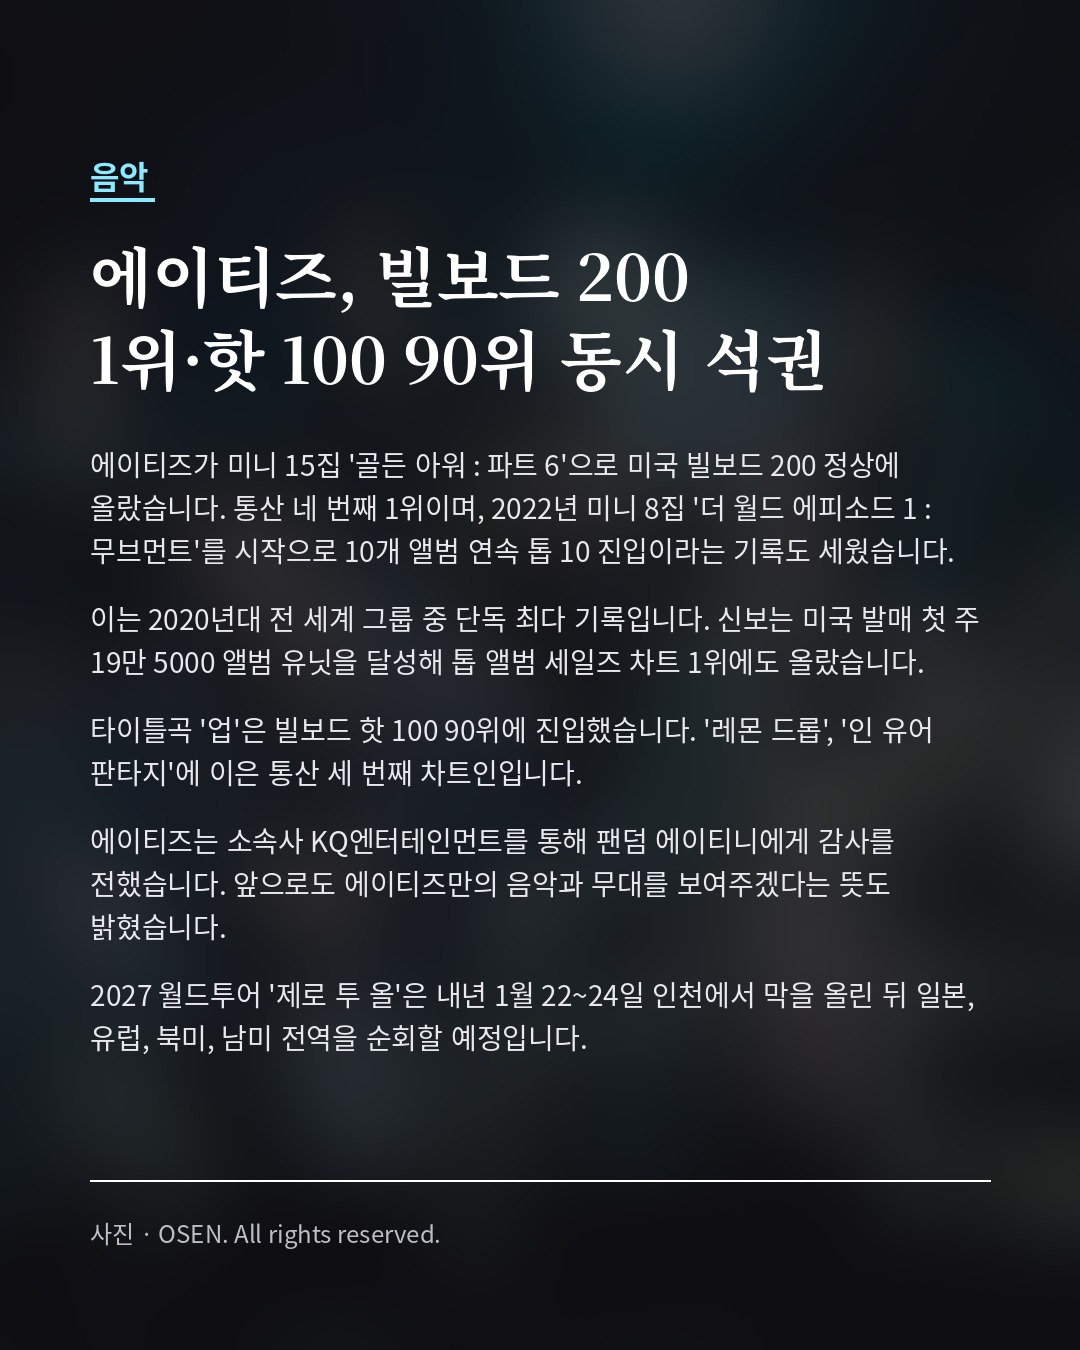 음악
에이티즈, 빌보드 200
1위·핫 100 90위 동시 석권
에이티즈가 미니 15집 '골든 아워 : 파트 6'으로 미국 빌보드 200 정상에
올랐습니다. 통산 네 번째 1위이며, 2022년 미니 8집 '더 월드 에피소드 1 :
무브먼트'를 시작으로 10개 앨범 연속 톱 10 진입이라는 기록도 세웠습니다.
이는 2020년대 전 세계 그룹 중 단독 최다 기록입니다. 신보는 미국 발매 첫 주
19만 5000 앨범 유닛을 달성해 톱 앨범 세일즈 차트 1위에도 올랐습니다.
타이틀곡 '업'은 빌보드 핫 100 90위에 진입했습니다. '레몬 드롭', '인 유어
판타지'에 이은 통산 세 번째 차트인입니다.
에이티즈는 소속사 KQ엔터테인먼트를 통해 팬덤 에이티니에게 감사를
전했습니다. 앞으로도 에이티즈만의 음악과 무대를 보여주겠다는 뜻도
밝혔습니다.
2027 월드투어 '제로 투 올'은 내년 1월 22~24일 인천에서 막을 올린 뒤 일본,
유럽, 북미, 남미 전역을 순회할 예정입니다.
사진 · OSEN. All rights reserved.